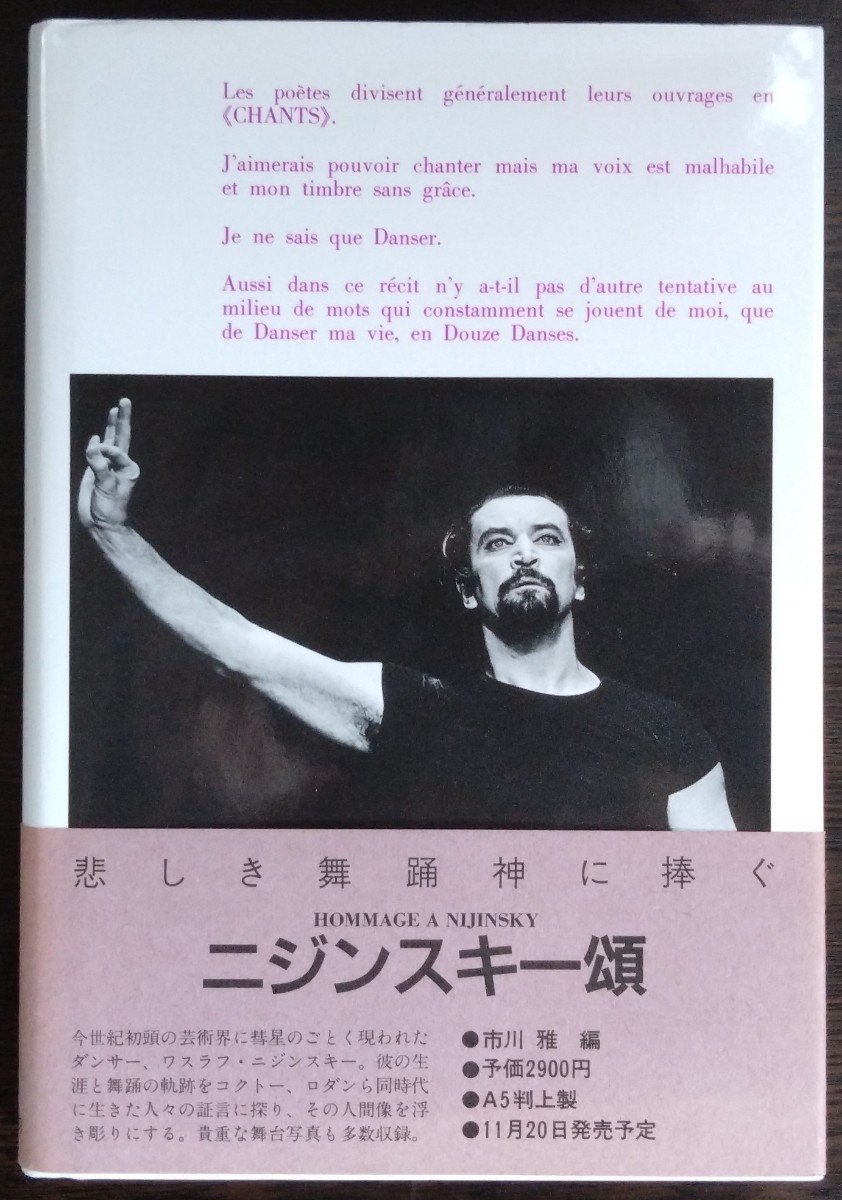 Les poètes divisent généralement leurs ouvrages en
《CHANTS》.
J'aimerais pouvoir chanter mais ma voix est malhabile
et mon timbre sans grâce.
Je ne sais que Danser.
Aussi dans ce récit n'y a-t-il pas d'autre tentative au
milieu de mots qui constamment se jouent de moi, que
de Danser ma vie, en Douze Danses.
悲しき舞踊神に捧ぐ
HOMMAGE A NIJINSKY
ニジンスキー頌
今世紀初頭の芸術界に彗星のごとく現われた
ダンサー、ワスラフ・ニジンスキー。彼の生
涯と舞踊の軌跡をコクトー、ロダンら同時代
に生きた人々の証言に探り、その人間像を浮
き彫りにする。貴重な舞台写真も多数収録。
●市川 雅 編
●予価2900円
●A5判上製
●11月20日発売予定